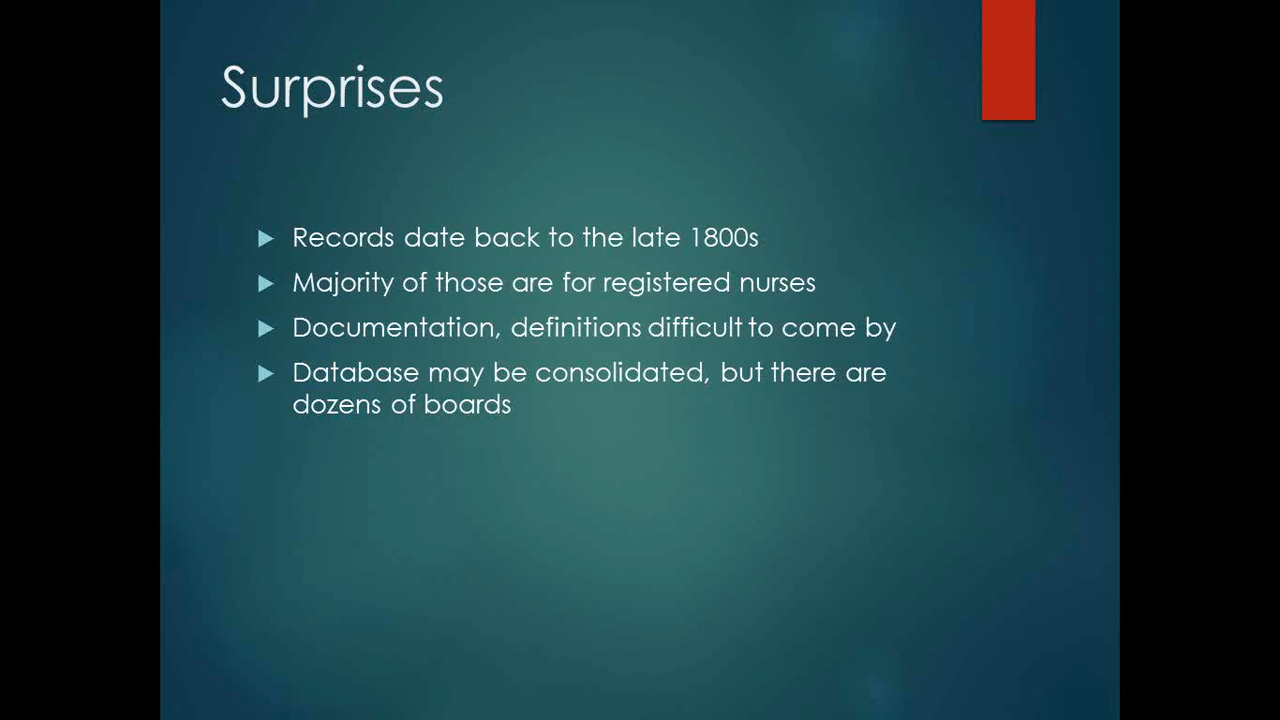 Surprises
Records date back to the late 1800s
Majority of those are for registered nurses
Documentation, definitions difficult to come by
Database may be consolidated, but there are
dozens of boards